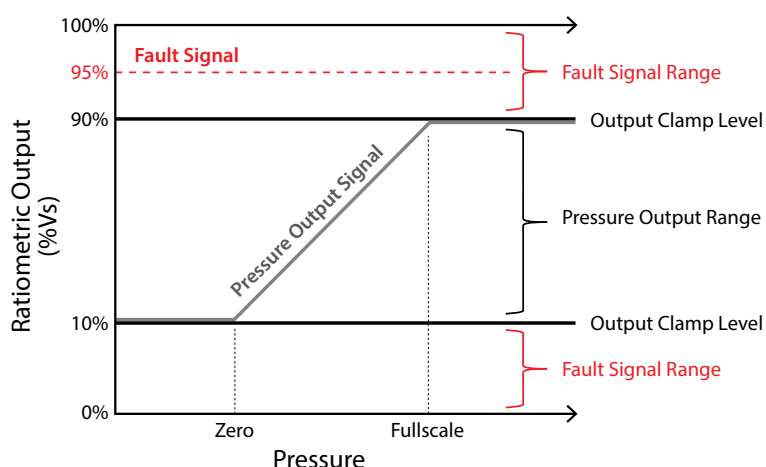 100%
Fault Signal
95%
Fault Signal Range
90%
Output Clamp Level
Ratiometric Output
(%Vs)
Pressure Output Signal
Pressure Output Range
10%
Output Clamp Level
Fault Signal Range
0%
Zero
Fullscale
Pressure